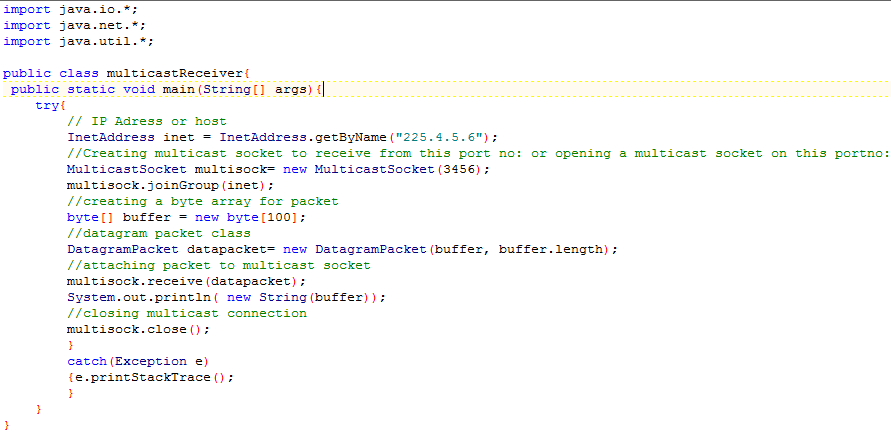 import java.io.*;
import java.net.*;
import java.util.*;
public class multicastReceiver{
public static void main(String[] args){
try{
// IP Adress or host
InetAddress inet = InetAddress.getByName("225.4.5.6");
//Creating multicast socket to receive from this port no: or opening a multicast socket on this portno:
MulticastSocket multisock= new MulticastSocket(3456);
multisock.joinGroup(inet);
//creating a byte array for packet
byte[] buffer = new byte[100];
//datagram packet class
DatagramPacket datapacket= new DatagramPacket(buffer, buffer.length);
//attaching packet to multicast socket
multisock.receive(datapacket);
System.out.println( new String(buffer));
//closing multicast connection
multisock.close();
}
catch(Exception e)
{e.printStackTrace();
}
}
}